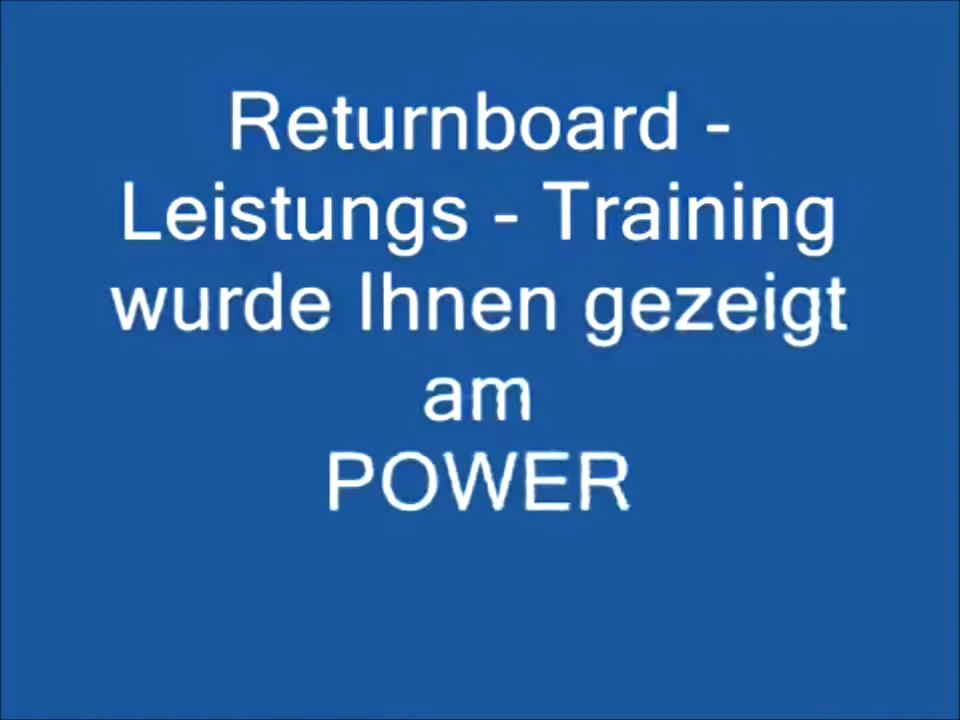 Returnboard -
Leistungs - Training
wurde Ihnen gezeigt
am
POWER